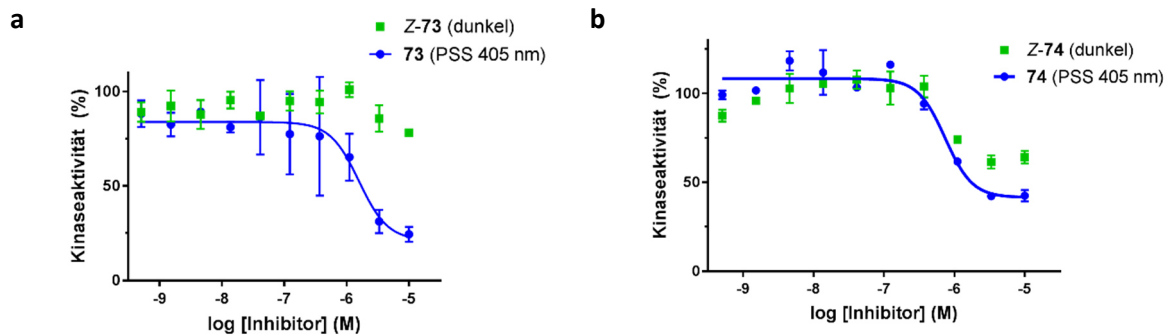 a
Z-73 (dunkel)
73 (PSS 405 nm)
Kinaseaktivität (%)
100
50
0
-9
-8
-7
-6
-5
log [Inhibitor] (M)
b
Z-74 (dunkel)
74 (PSS 405 nm)
Kinaseaktivität (%)
100
50
0
-9
-8
-7
-6
-5
log [Inhibitor] (M)